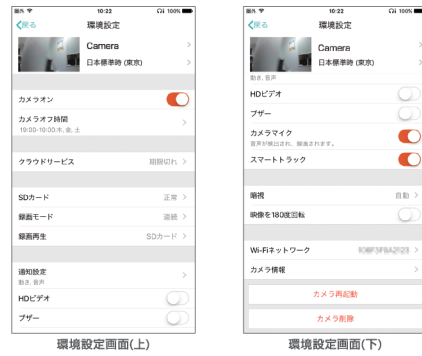 圏外
10:22
100%
戻る
環境設定
Camera
日本標準時 (東京)
カメラオン
カメラオフ時間
19:00-10:00:木, 金, 土
クラウドサービス
期限切れ
SDカード
正常
録画モード
連続
録画再生
SDカード
通知設定
動き, 音声
HDビデオ
ブザー
環境設定画面(上)
圏外
10:22
100%
戻る
環境設定
Camera
日本標準時 (東京)
動き, 音声
HDビデオ
ブザー
カメラマイク
音声が検出され、録画されます。
スマートトラック
暗視
自動
映像を180度回転
Wi-Fiネットワーク
カメラ情報
カメラ再起動
カメラ削除
環境設定画面(下)